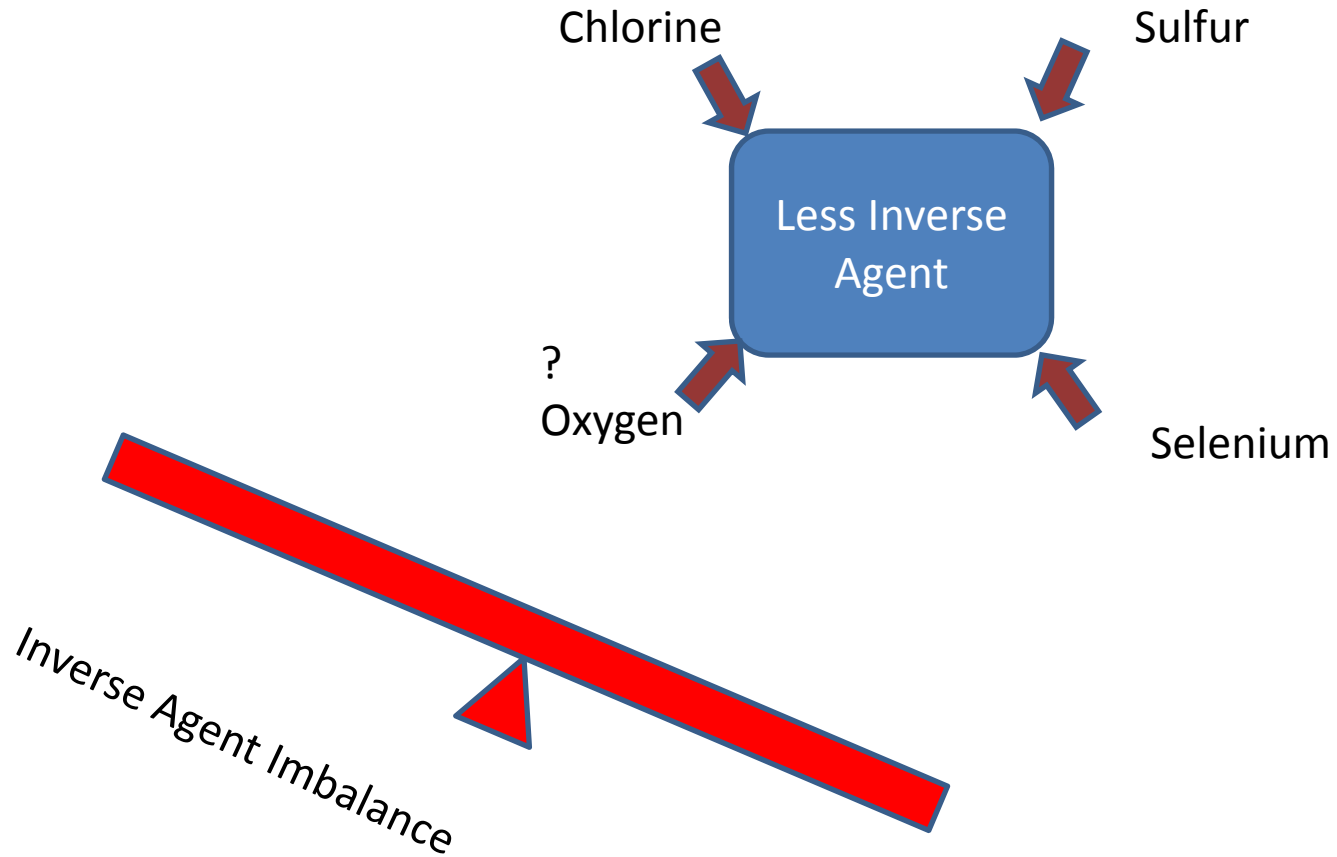 Chlorine
Sulfur
Less Inverse
Agent
?
Oxygen
Selenium
Inverse Agent Imbalance